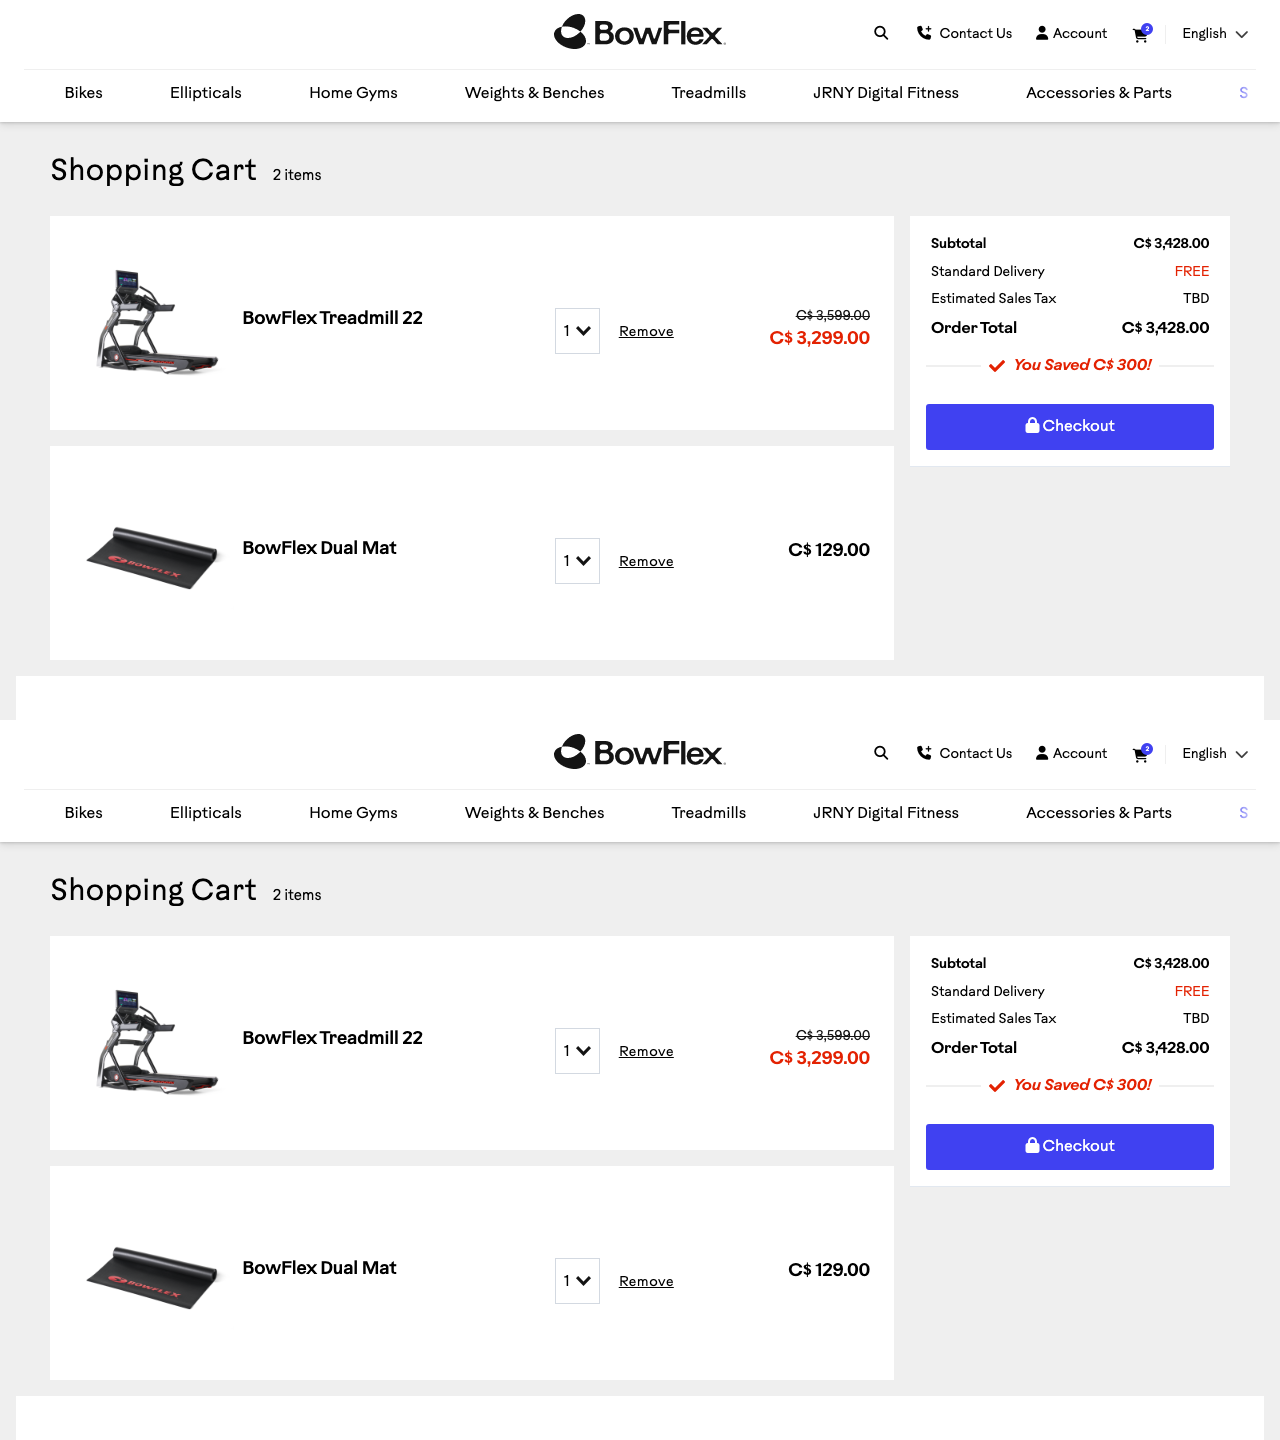 BowFlex
Contact Us
Account
2
English
Bikes
Ellipticals
Home Gyms
Weights & Benches
Treadmills
JRNY Digital Fitness
Accessories & Parts
S
Shopping Cart 2 items
BowFlex Treadmill 22
1
Remove
C$ 3,599.00
C$ 3,299.00
BowFlex Dual Mat
BOWFLEX
1
Remove
C$ 129.00
Subtotal C$ 3,428.00
Standard Delivery FREE
Estimated Sales Tax TBD
Order Total C$ 3,428.00
You Saved C$ 300!
Checkout
BowFlex
Contact Us
Account
2
English
Bikes
Ellipticals
Home Gyms
Weights & Benches
Treadmills
JRNY Digital Fitness
Accessories & Parts
S
Shopping Cart 2 items
BowFlex Treadmill 22
1
Remove
C$ 3,599.00
C$ 3,299.00
BowFlex Dual Mat
BOWFLEX
1
Remove
C$ 129.00
Subtotal C$ 3,428.00
Standard Delivery FREE
Estimated Sales Tax TBD
Order Total C$ 3,428.00
You Saved C$ 300!
Checkout